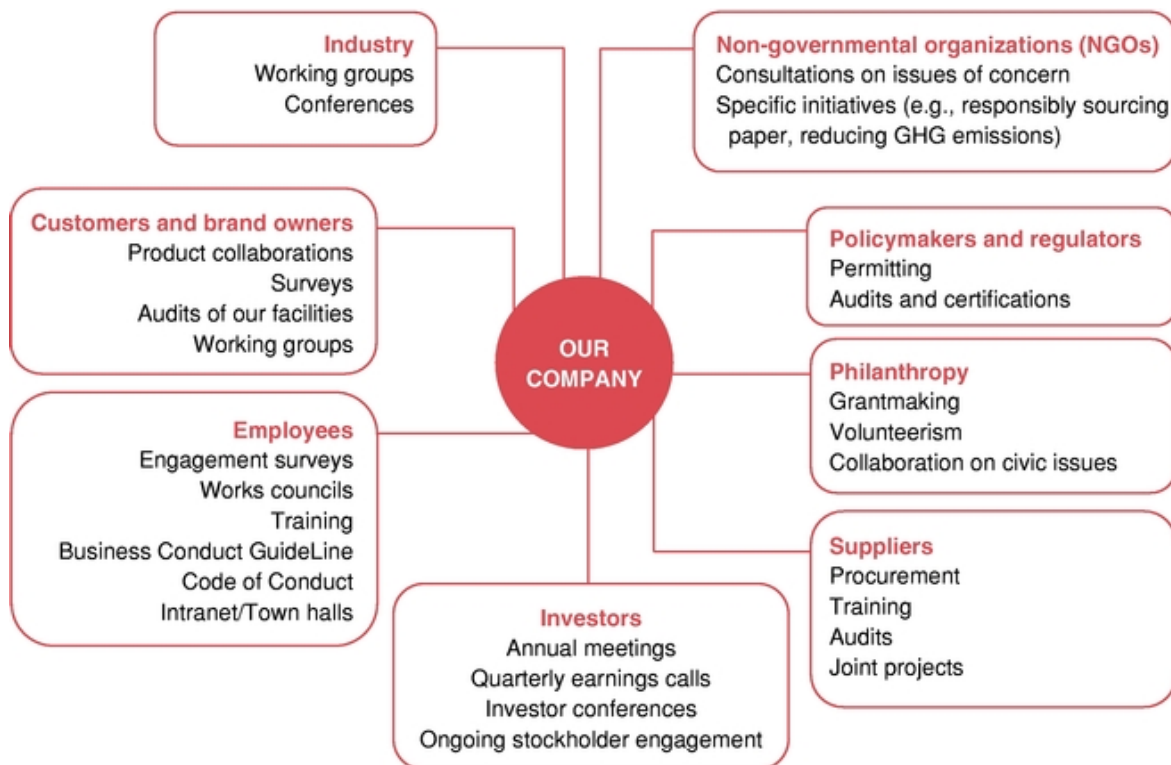 Industry
Working groups
Conferences
Non-governmental organizations (NGOs)
Consultations on issues of concern
Specific initiatives (e.g., responsibly sourcing
paper, reducing GHG emissions)
Customers and brand owners
Product collaborations
Surveys
Audits of our facilities
Working groups
Policymakers and regulators
Permitting
Audits and certifications
OUR
COMPANY
Philanthropy
Grantmaking
Volunteerism
Collaboration on civic issues
Employees
Engagement surveys
Works councils
Training
Business Conduct GuideLine
Code of Conduct
Intranet/Town halls
Suppliers
Procurement
Training
Audits
Joint projects
Investors
Annual meetings
Quarterly earnings calls
Investor conferences
Ongoing stockholder engagement